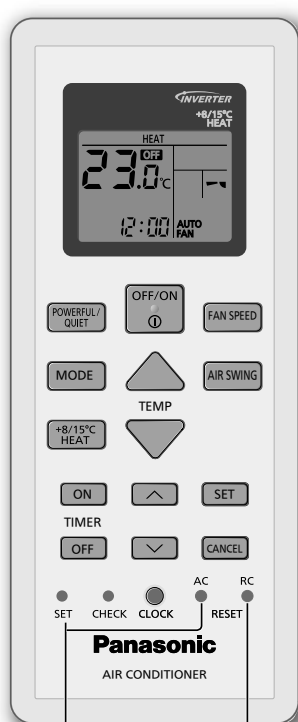 INVERTER
+8/15°C
HEAT
HEAT
OFF
23.0°C
12:00 AUTO
FAN
OFF/ON
POWERFUL/
QUIET
FAN SPEED
MODE
AIR SWING
TEMP
+8/15°C
HEAT
ON
SET
TIMER
OFF
CANCEL
AC RC
SET CHECK CLOCK RESET
Panasonic
AIR CONDITIONER